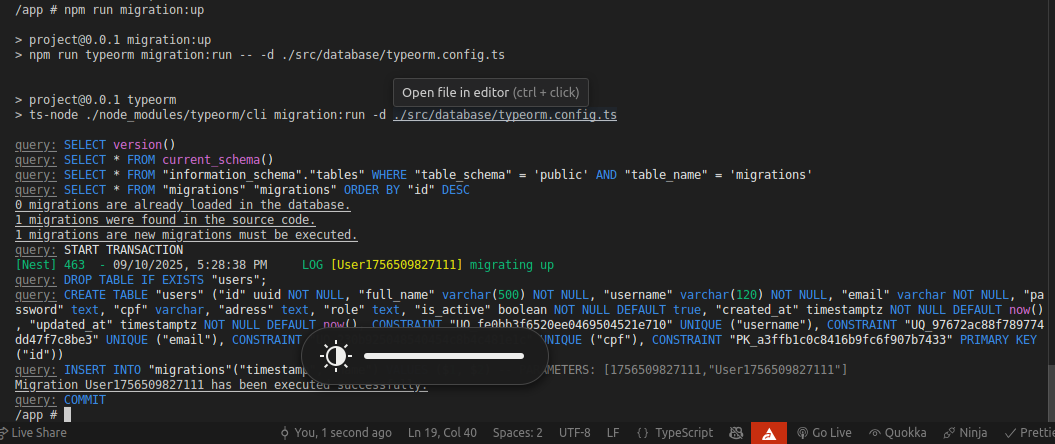 /app # npm run migration:up
> project@0.0.1 migration:up
> npm run typeorm migration:run -- -d ./src/database/typeorm.config.ts
Open file in editor (ctrl + click)
> project@0.0.1 typeorm
> ts-node ./node_modules/typeorm/cli migration:run -d ./src/database/typeorm.config.ts
query: SELECT version()
query: SELECT * FROM current_schema()
query: SELECT * FROM "information_schema"."tables" WHERE "table_schema" = 'public' AND "table_name" = 'migrations'
query: SELECT * FROM "migrations" "migrations" ORDER BY "id" DESC
0 migrations are already loaded in the database.
1 migrations were found in the source code.
1 migrations are new migrations must be executed.
query: START TRANSACTION
[Nest] 463  - 09/10/2025, 5:28:38 PM     LOG [User1756509827111] migrating up
query: DROP TABLE IF EXISTS "users";
query: CREATE TABLE "users" ("id" uuid NOT NULL, "full_name" varchar(500) NOT NULL, "username" varchar(120) NOT NULL, "email" varchar NOT NULL, "pa
ssword" text, "cpf" varchar, "adress" text, "role" text, "is_active" boolean NOT NULL DEFAULT true, "created_at" timestamptz NOT NULL DEFAULT now()
, "updated_at" timestamptz NOT NULL DEFAULT now(), CONSTRAINT "UQ_fe0bb3f6520ee0469504521e710" UNIQUE ("username"), CONSTRAINT "UQ_97672ac88f789774
dd47f7c8be3" UNIQUE ("email"), CONSTRAINT UNIQUE ("cpf"), CONSTRAINT "PK_a3ffb1c0c8416b9fc6f907b7433" PRIMARY KEY
("id"))
query: INSERT INTO "migrations"("timestamp AMETERS: [1756509827111,"User1756509827111"]
Migration User1756509827111 has been executed successfully.
query: COMMIT
/app #
Live Share You, 1 second ago Ln 19, Col 40 Spaces: 2 UTF-8 LF {} TypeScript Go Live Quokka Ninja Prettie